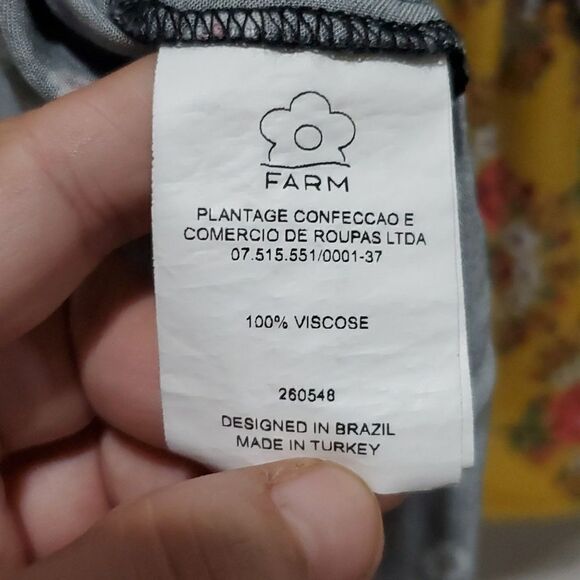 FARM
PLANTAGE CONFECCAO E
COMERCIO DE ROUPAS LTDA
07.515.551/0001-37
100% VISCOSE
260548
DESIGNED IN BRAZIL
MADE IN TURKEY